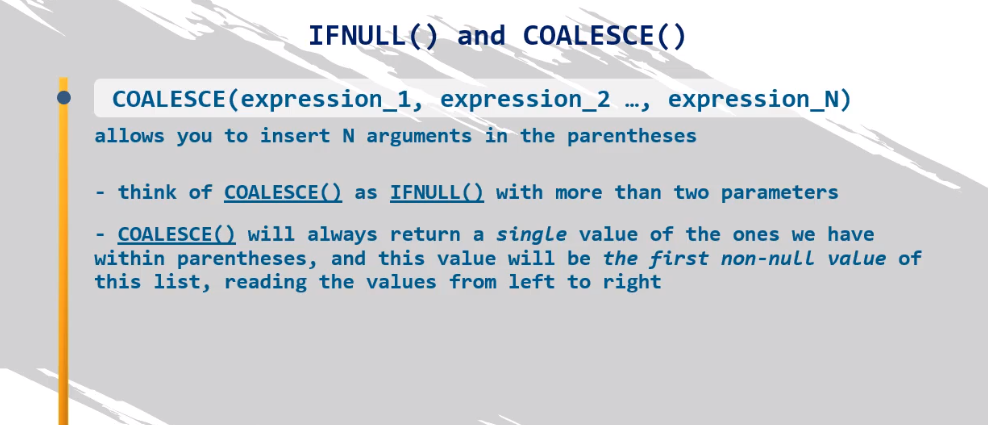 IFNULL() and COALESCE()
COALESCE(expression_1, expression_2 …, expression_N)
allows you to insert N arguments in the parentheses
- think of COALESCE() as IFNULL() with more than two parameters
- COALESCE() will always return a single value of the ones we have
within parentheses, and this value will be the first non-null value of
this list, reading the values from left to right